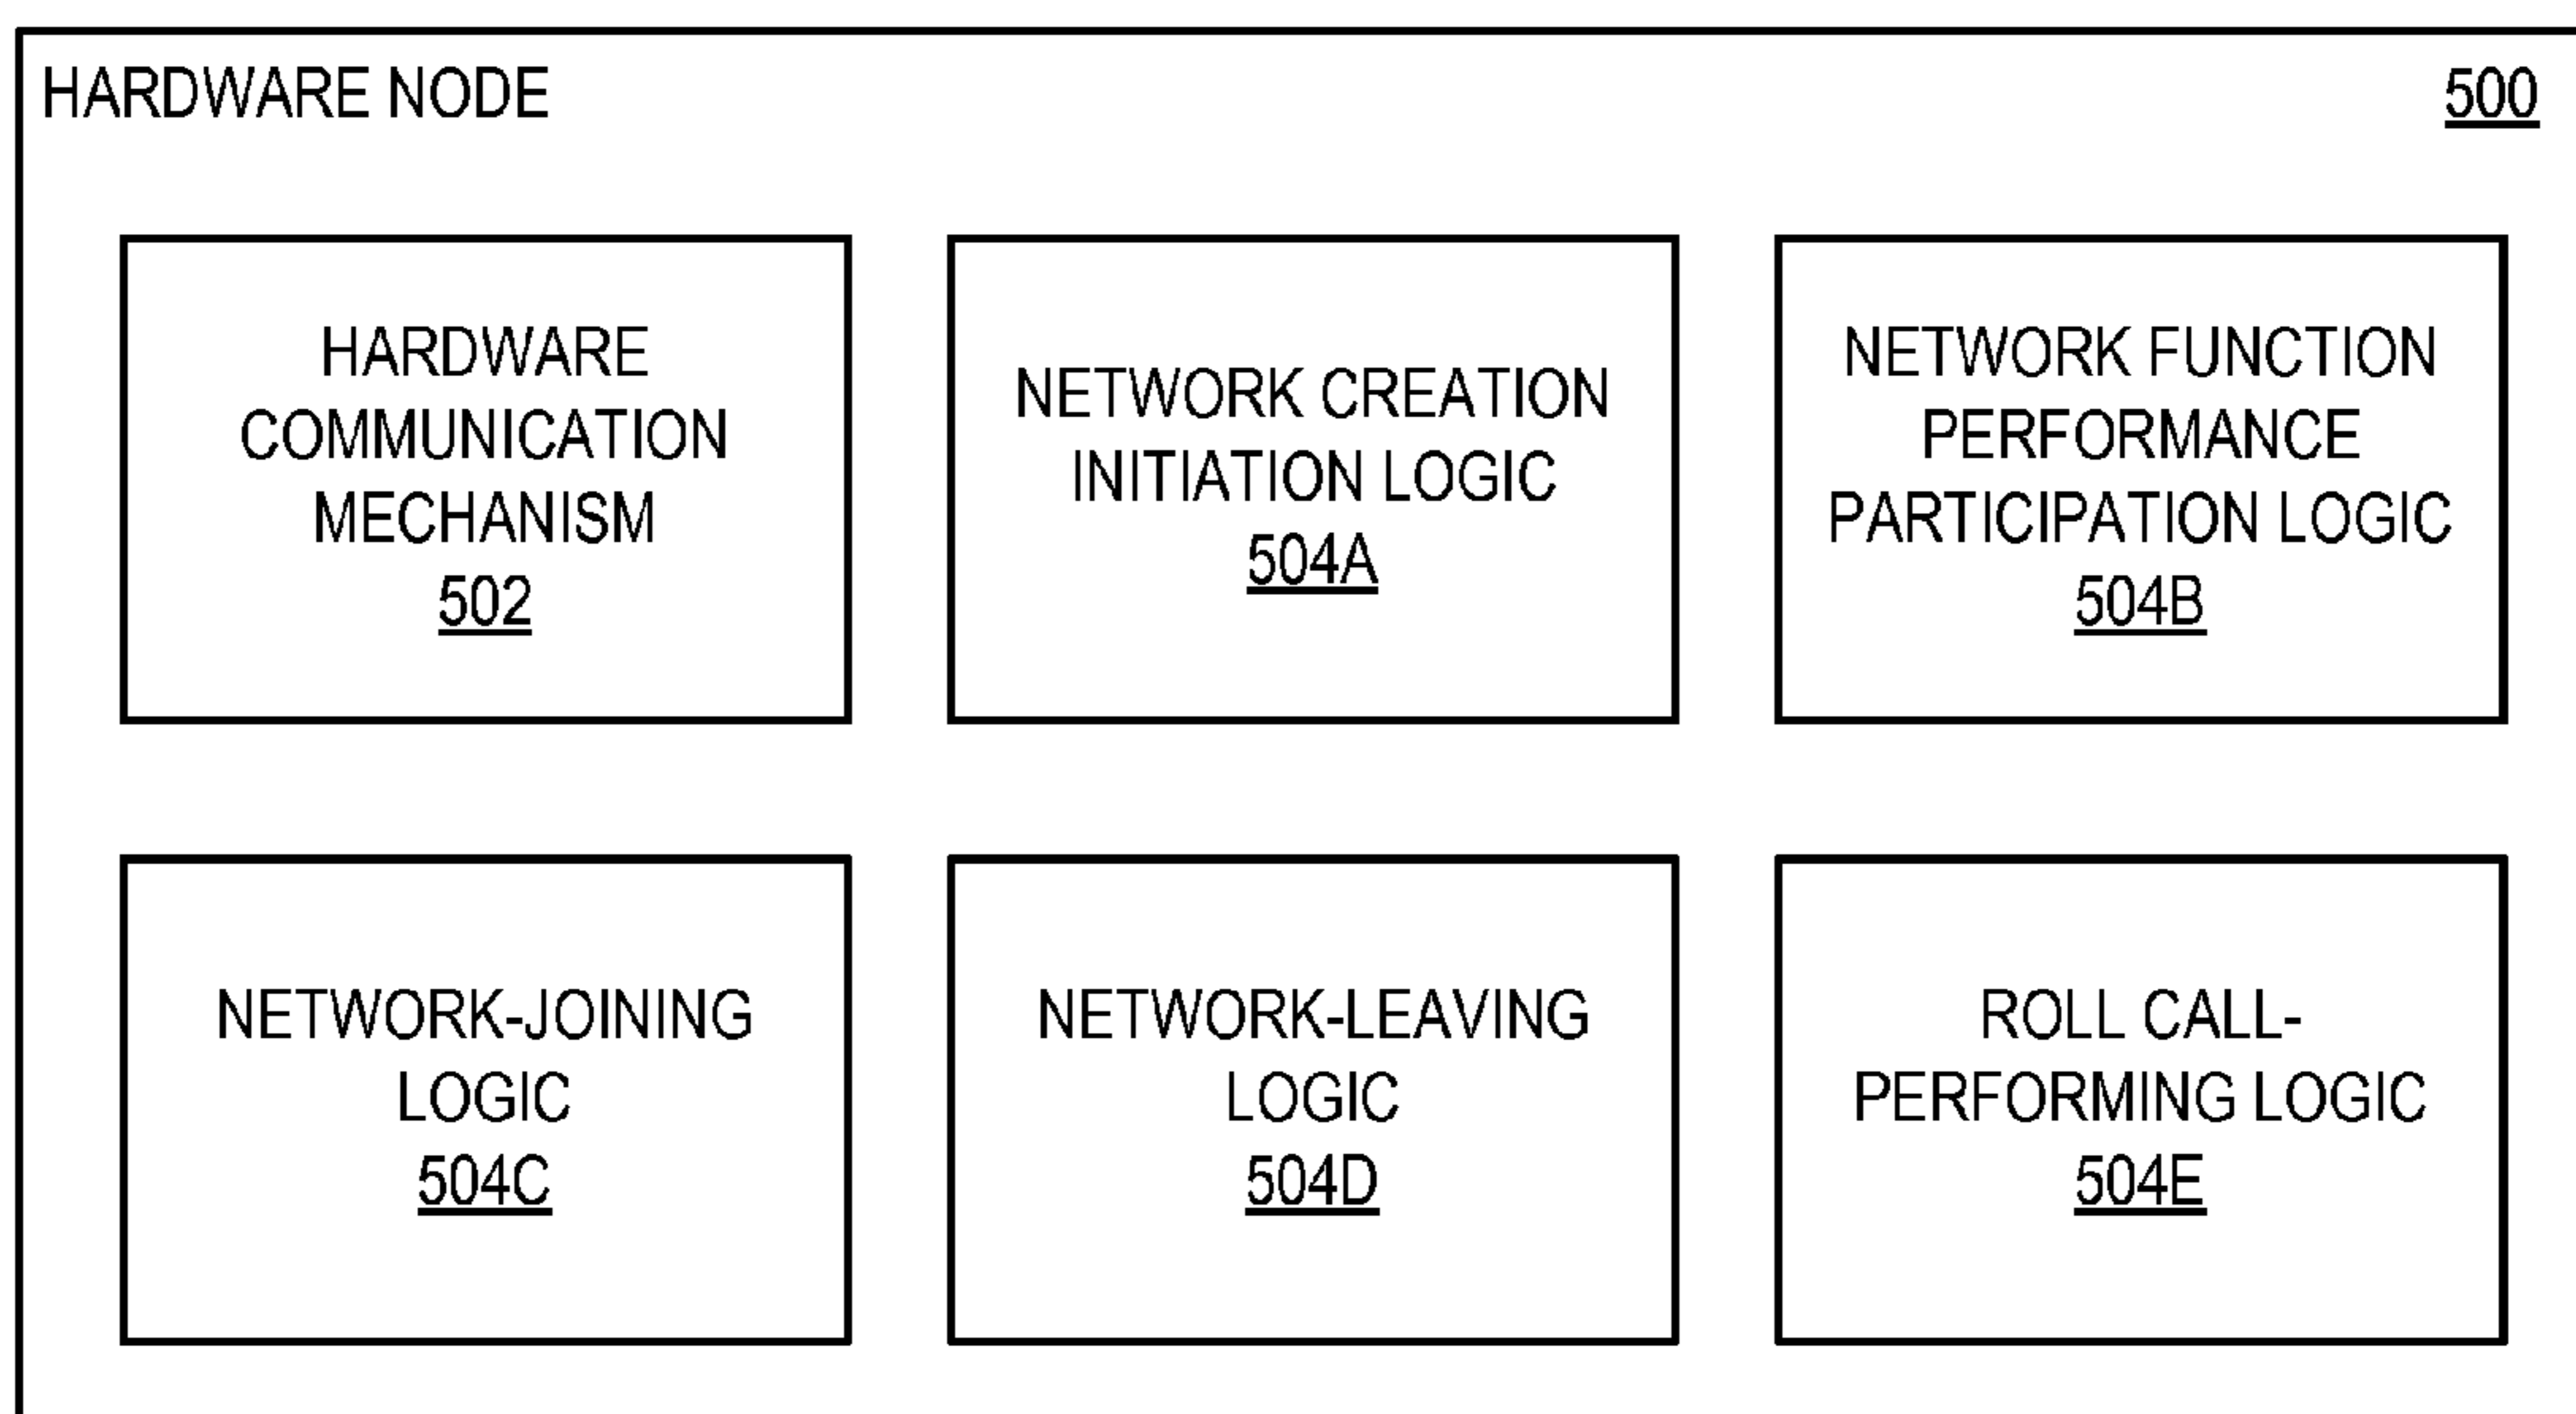 HARDWARE NODE
500
HARDWARE
COMMUNICATION
MECHANISM
502
NETWORK CREATION
INITIATION LOGIC
504A
NETWORK FUNCTION
PERFORMANCE
PARTICIPATION LOGIC
504B
NETWORK-JOINING
LOGIC
504C
NETWORK-LEAVING
LOGIC
504D
ROLL CALL-
PERFORMING LOGIC
504E